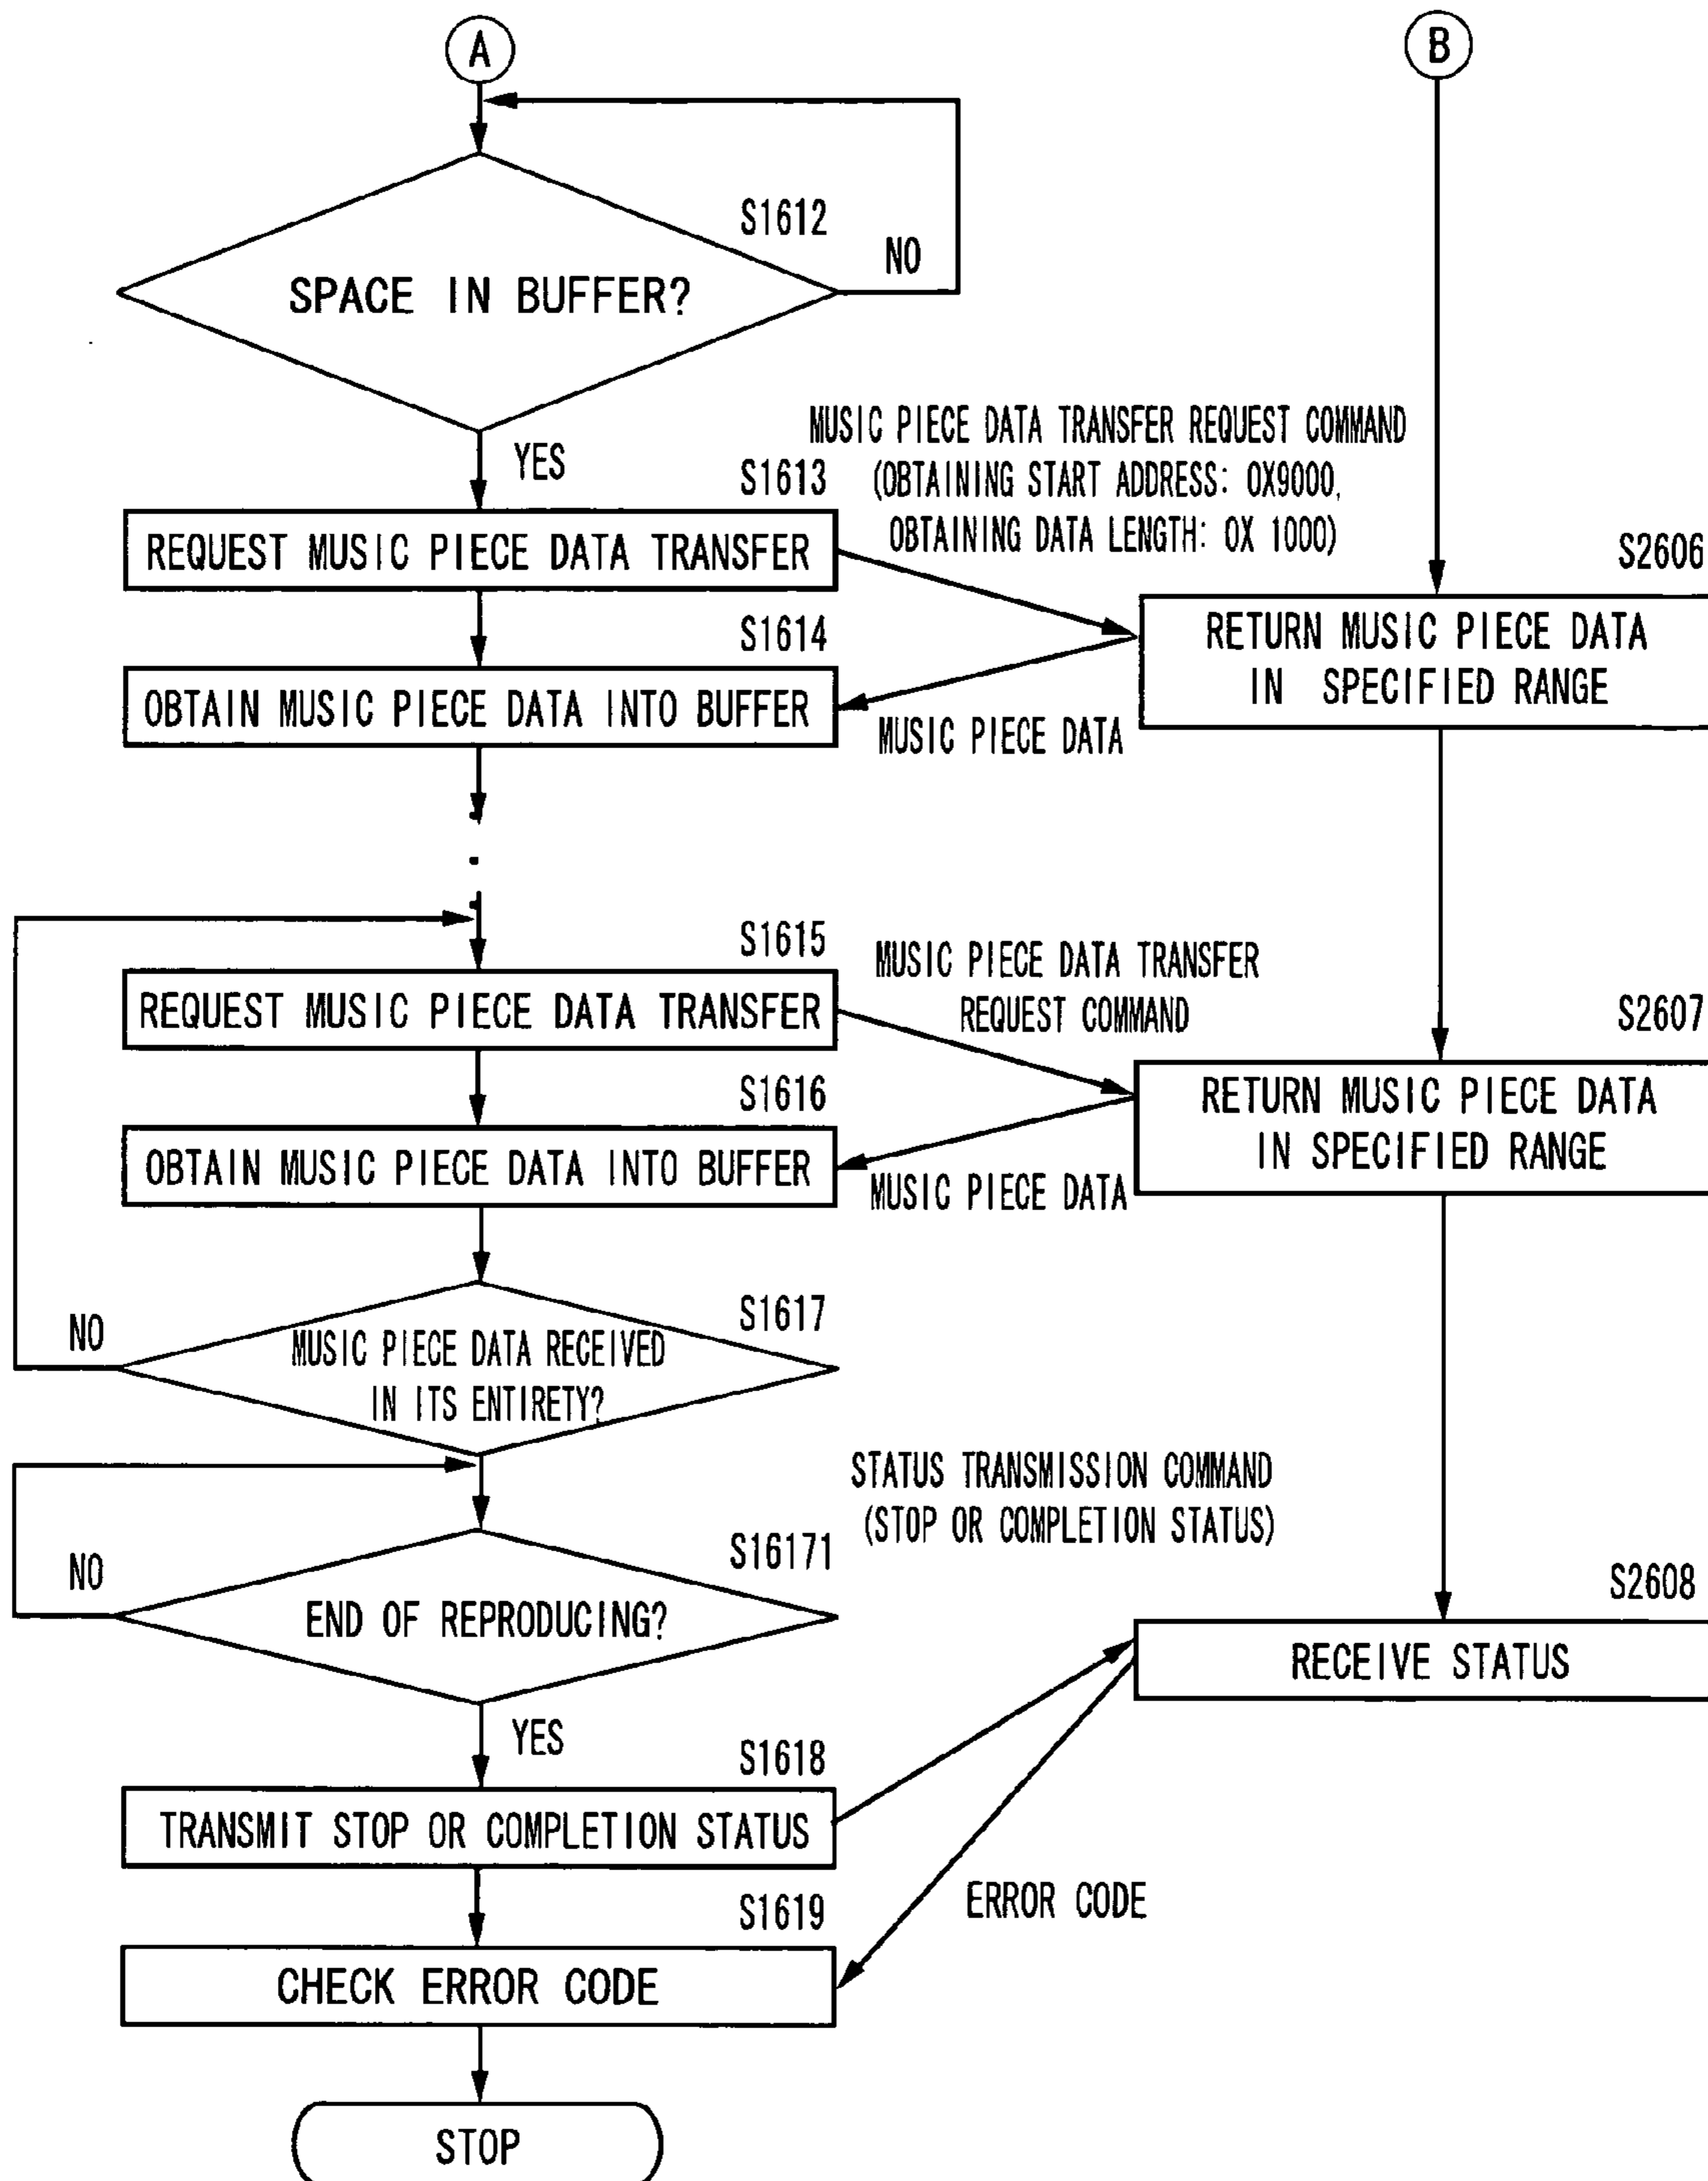 A
B
S1612
NO
SPACE IN BUFFER?
YES
MUSIC PIECE DATA TRANSFER REQUEST COMMAND
(OBTAINING START ADDRESS: 0X9000,
OBTAINING DATA LENGTH: 0X 1000)
S1613
REQUEST MUSIC PIECE DATA TRANSFER
S2606
RETURN MUSIC PIECE DATA
IN SPECIFIED RANGE
S1614
OBTAIN MUSIC PIECE DATA INTO BUFFER
MUSIC PIECE DATA
S1615
REQUEST MUSIC PIECE DATA TRANSFER
MUSIC PIECE DATA TRANSFER
REQUEST COMMAND
S2607
RETURN MUSIC PIECE DATA
IN SPECIFIED RANGE
S1616
OBTAIN MUSIC PIECE DATA INTO BUFFER
MUSIC PIECE DATA
S1617
NO
MUSIC PIECE DATA RECEIVED
IN ITS ENTIRETY?
STATUS TRANSMISSION COMMAND
(STOP OR COMPLETION STATUS)
S16171
NO
END OF REPRODUCING?
S2608
RECEIVE STATUS
YES
S1618
TRANSMIT STOP OR COMPLETION STATUS
ERROR CODE
S1619
CHECK ERROR CODE
STOP